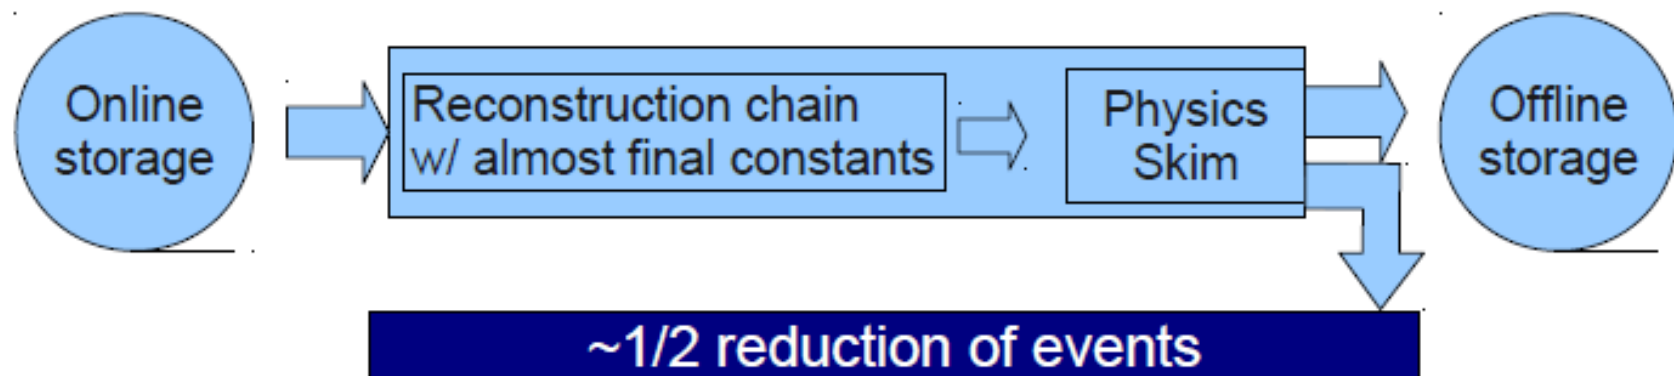 Online
storage
Reconstruction chain
w/ almost final constants
Physics
Skim
Offline
storage
~1/2 reduction of events